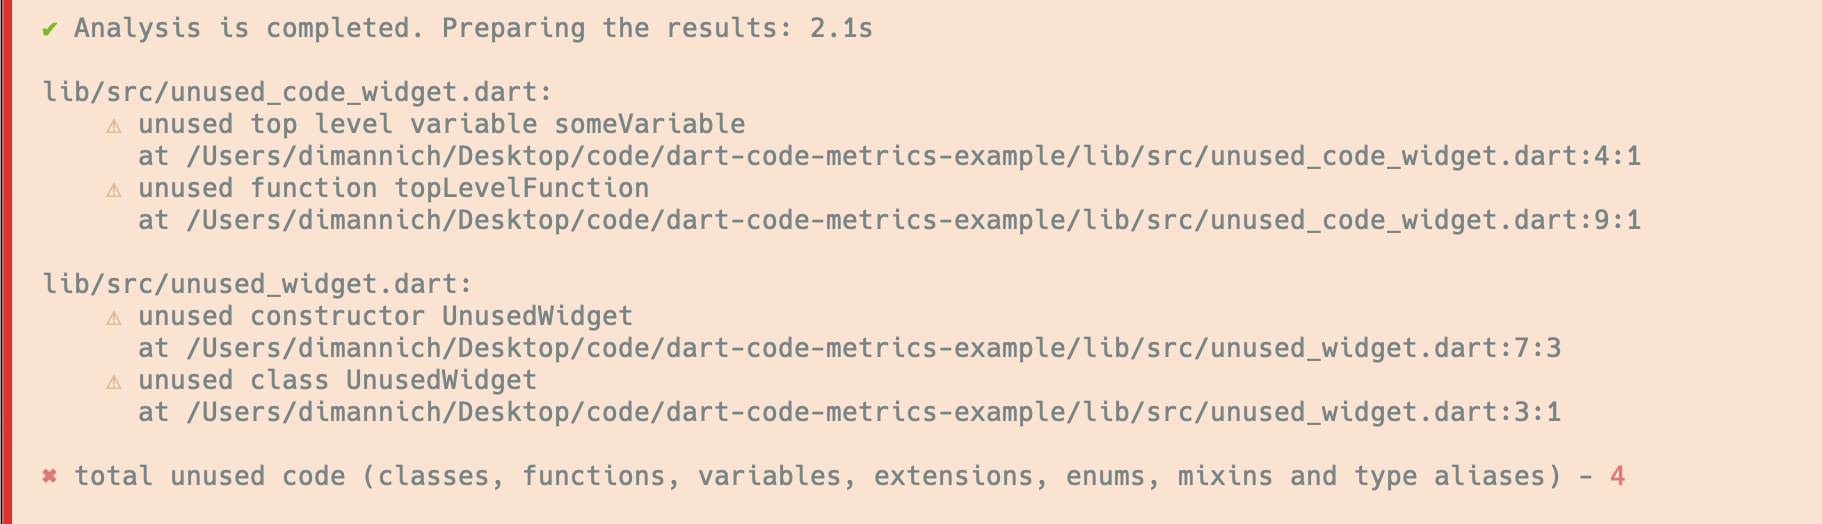 ✔ Analysis is completed. Preparing the results: 2.1s

lib/src/unused_code_widget.dart:
    ⚠ unused top level variable someVariable
      at /Users/dimannich/Desktop/code/dart-code-metrics-example/lib/src/unused_code_widget.dart:4:1
    ⚠ unused function topLevelFunction
      at /Users/dimannich/Desktop/code/dart-code-metrics-example/lib/src/unused_code_widget.dart:9:1

lib/src/unused_widget.dart:
    ⚠ unused constructor UnusedWidget
      at /Users/dimannich/Desktop/code/dart-code-metrics-example/lib/src/unused_widget.dart:7:3
    ⚠ unused class UnusedWidget
      at /Users/dimannich/Desktop/code/dart-code-metrics-example/lib/src/unused_widget.dart:3:1

✖ total unused code (classes, functions, variables, extensions, enums, mixins and type aliases) - 4